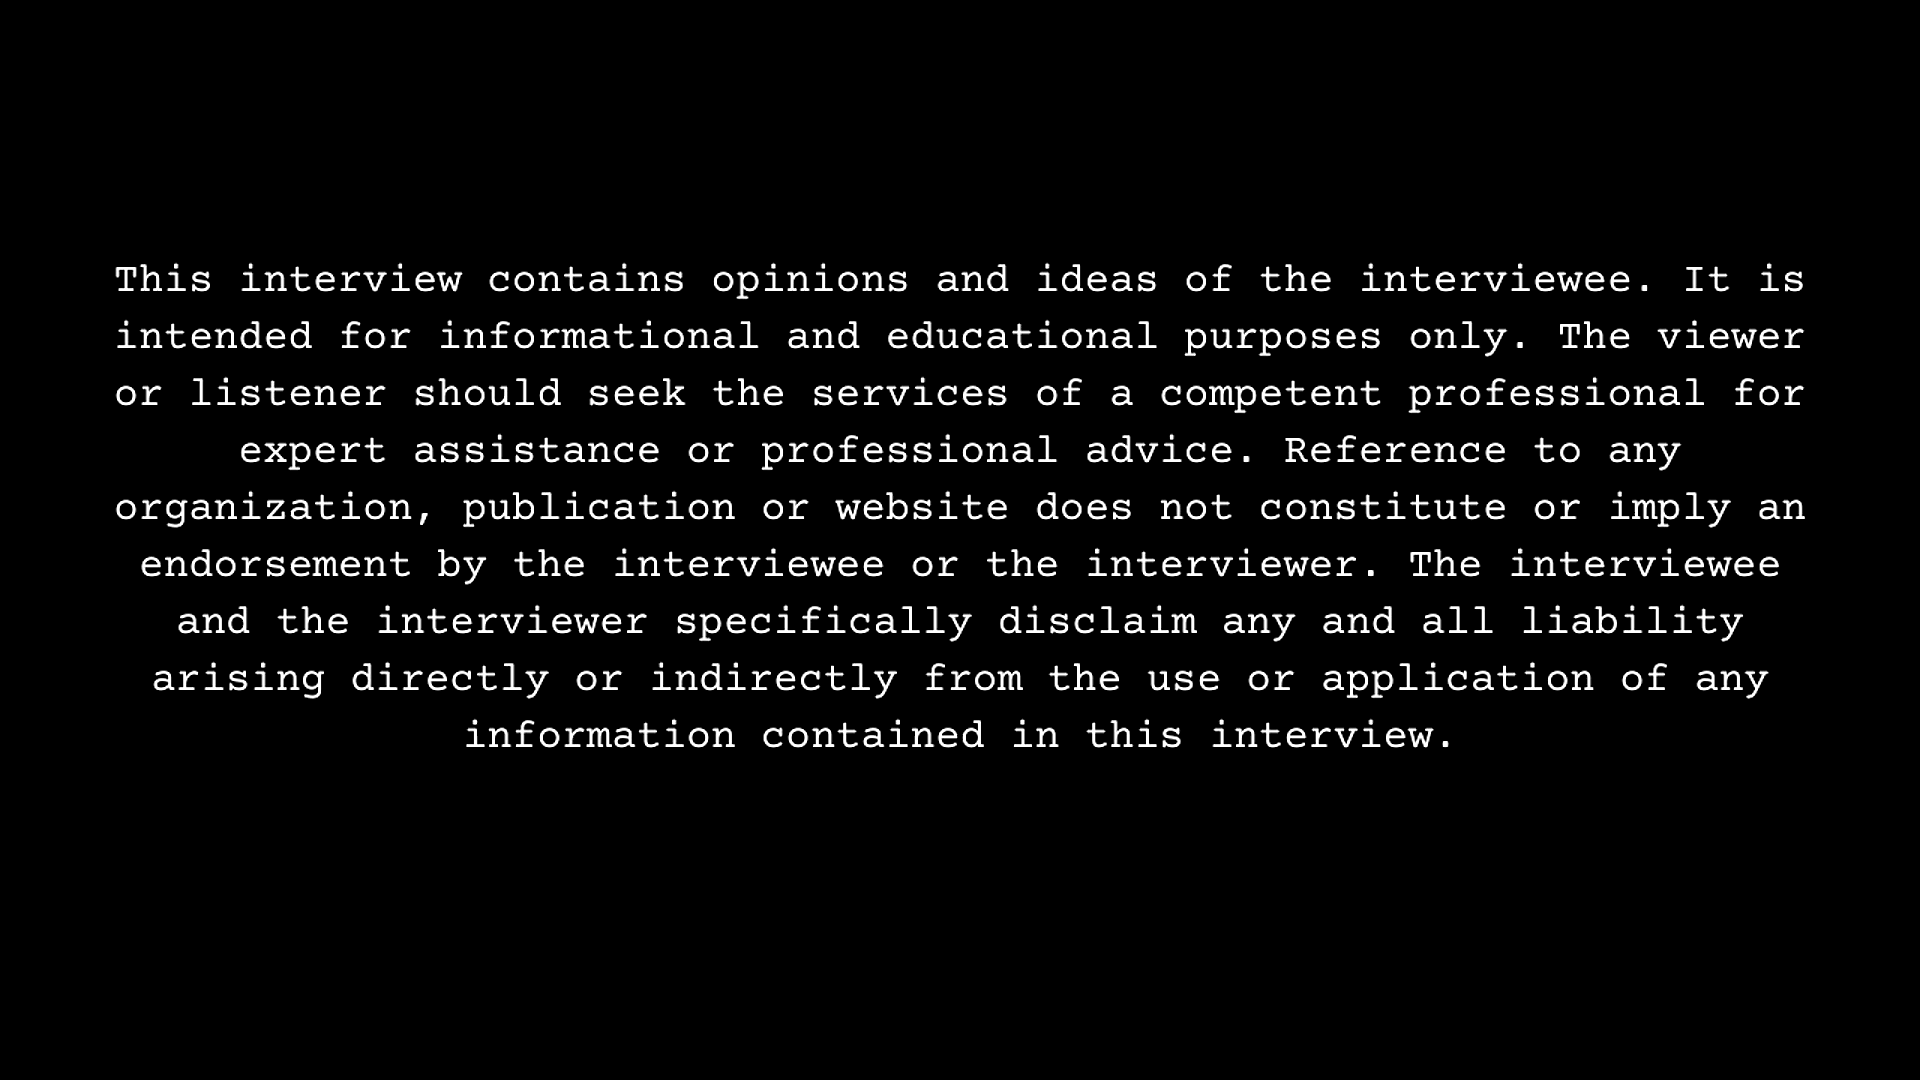 This interview contains opinions and ideas of the interviewee. It is
intended for informational and educational purposes only. The viewer
or listener should seek the services of a competent professional for
expert assistance or professional advice. Reference to any
organization, publication or website does not constitute or imply an
endorsement by the interviewee or the interviewer. The interviewee
and the interviewer specifically disclaim any and all liability
arising directly or indirectly from the use or application of any
information contained in this interview.